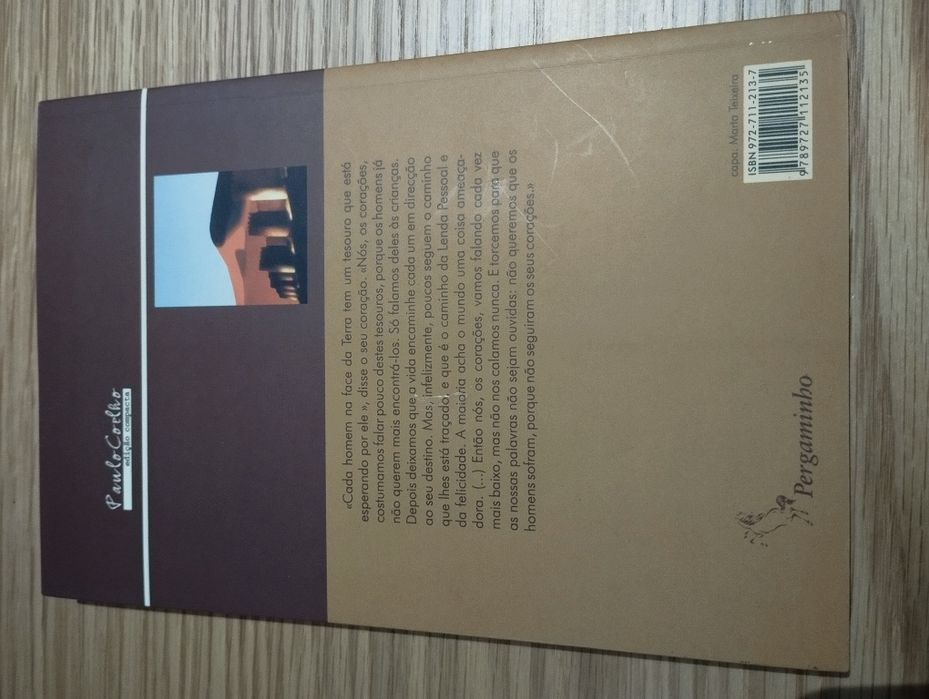 Paulo Coelho
edição compacta
«Cada homem na face da Terra tem um tesouro que está
esperando por ele », disse o seu coração. «Nós, os corações,
costumamos falar pouco destes tesouros, porque os homens já
não querem mais encontrá-los. Só falamos deles às crianças.
Depois deixamos que a vida encaminhe cada um em direcção
ao seu destino. Mas, infelizmente, poucos seguem o caminho
que lhes está traçado, e que é o caminho da Lenda Pessoal e
da felicidade. A maioria acha o mundo uma coisa ameaça-
dora. (...) Então nós, os corações, vamos falando cada vez
mais baixo, mas não nos calamos nunca. E torcemos para que
as nossas palavras não sejam ouvidas: não queremos que os
homens sofram, porque não seguiram os seus corações.»
Pergaminho
capa: Marta Teixeira
ISBN 972-711-213-7
9789727112135